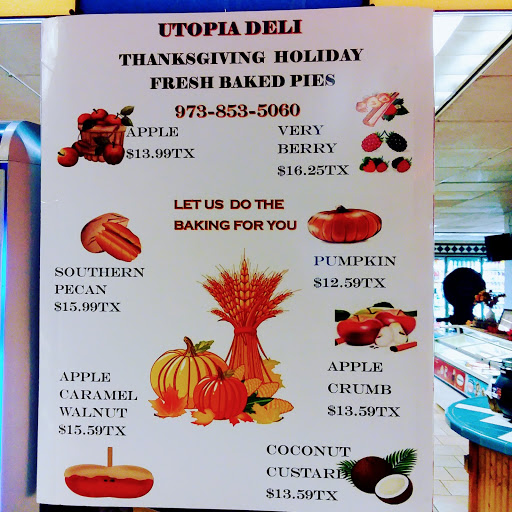 UTOPIA DELI
THANKSGIVING HOLIDAY
FRESH BAKED PIES
973-853-5060
APPLE
$13.99TX
VERY
BERRY
$16.25TX
LET US DO THE
BAKING FOR YOU
SOUTHERN
PECAN
$15.99TX
PUMPKIN
$12.59TX
APPLE
CRUMB
$13.59TX
APPLE
CARAMEL
WALNUT
$15.59TX
COCONUT
CUSTARD
$13.59TX